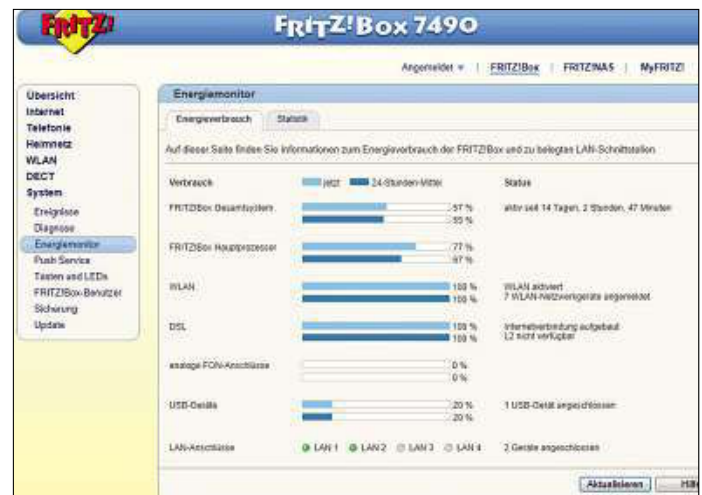 FRITZ!
FRITZ!Box 7490
Angemeldet | FRITZ!Box | FRITZ!NAS | MyFRITZ!
Übersicht
Internet
Telefonie
Heimnetz
WLAN
DECT
System
Ereignisse
Diagnose
Energiemonitor
Push Service
Tasten und LEDs
FRITZ!Box-Benutzer
Sicherung
Update
Energiemonitor
Energieverbrauch Statistik
Auf dieser Seite finden Sie Informationen zum Energieverbrauch der FRITZ!Box und zu belegten LAN-Schnittstellen
Verbrauch jetzt 24-Stunden-Mittel Status
FRITZ!Box Gesamtsystem 57 % aktiv seit 14 Tagen, 2 Stunden, 47 Minuten
55 %
FRITZ!Box Hauptprozessor 77 %
67 %
WLAN 100 % WLAN aktiviert
100 % 7 WLAN-Netzwerkgeräte angemeldet
DSL 100 % Internetverbindung aufgebaut
100 % L2 nicht verfügbar
analoge FON-Anschlüsse 0 %
0 %
USB-Geräte 20 % 1 USB-Gerät angeschlossen
20 %
LAN-Anschlüsse LAN 1 LAN 2 LAN 3 LAN 4 2 Geräte angeschlossen
Aktualisieren